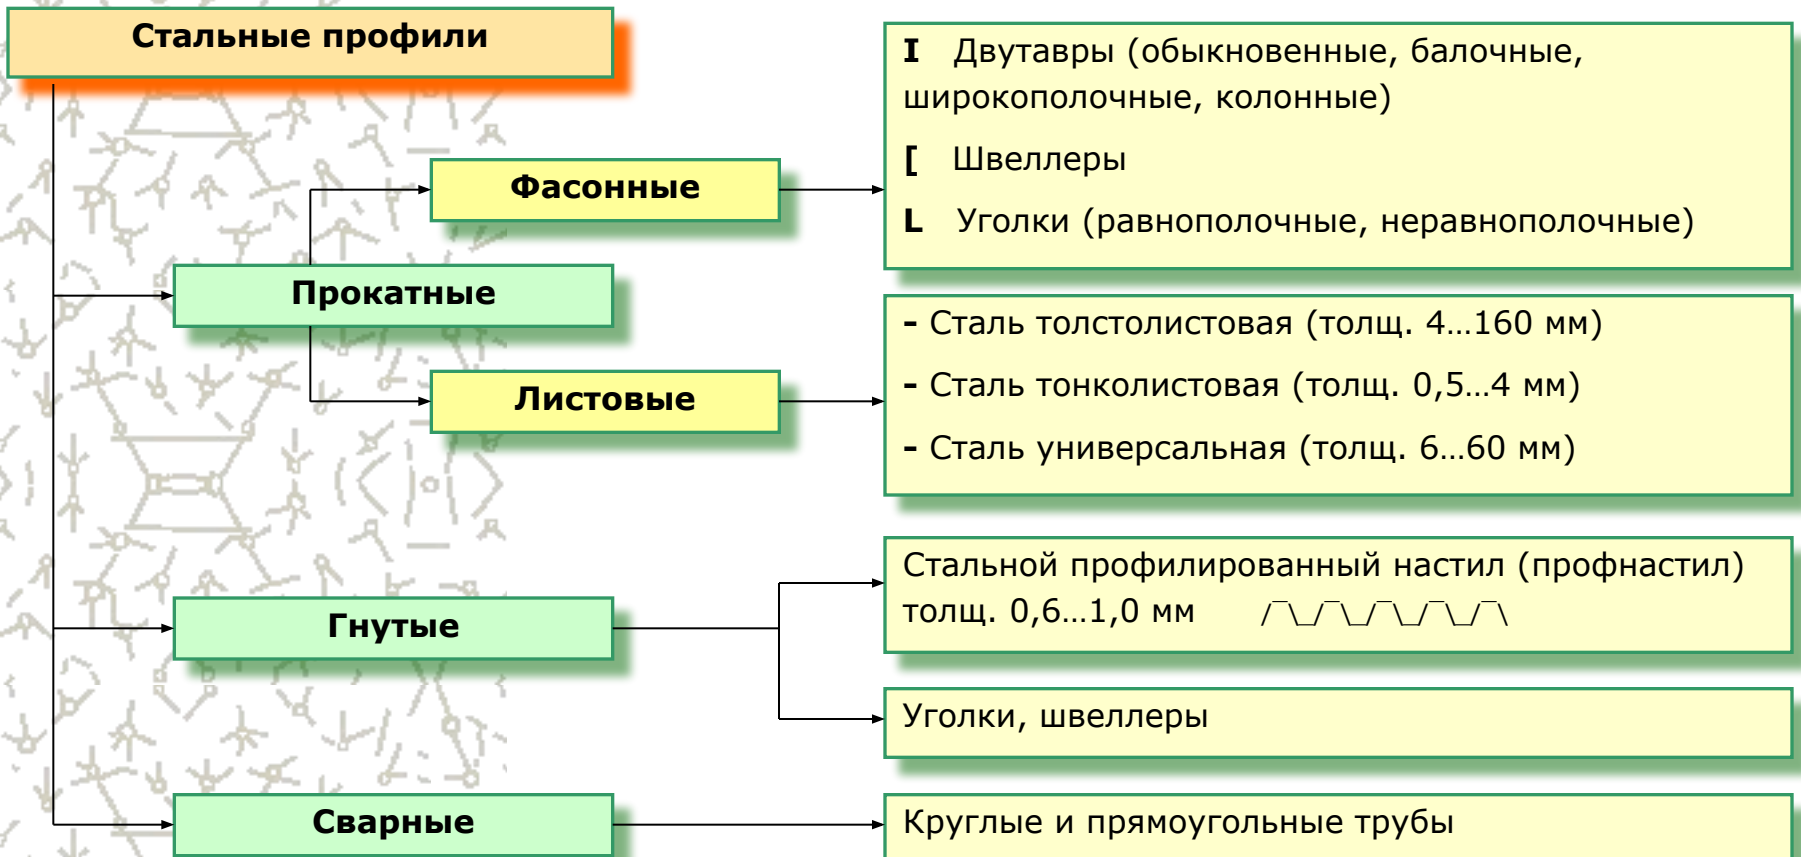 Стальные профили
I Двутавры (обыкновенные, балочные,
широкополочные, колонные)
[ Швеллеры
L Уголки (равнополочные, неравнополочные)
Фасонные
Прокатные
Листовые
- Сталь толстолистовая (толщ. 4…160 мм)
- Сталь тонколистовая (толщ. 0,5…4 мм)
- Сталь универсальная (толщ. 6…60 мм)
Гнутые
Стальной профилированный настил (профнастил)
толщ. 0,6…1,0 мм /¯\_/¯\_/¯\_/¯\_/¯\
Уголки, швеллеры
Сварные
Круглые и прямоугольные трубы